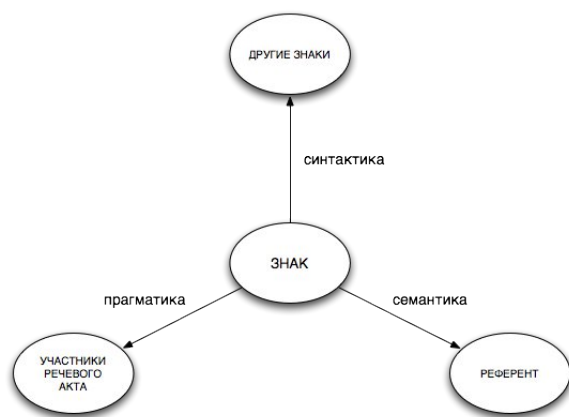 ДРУГИЕ ЗНАКИ
синтактика
ЗНАК
прагматика
семантика
УЧАСТНИКИ
РЕЧЕВОГО
АКТА
РЕФЕРЕНТ